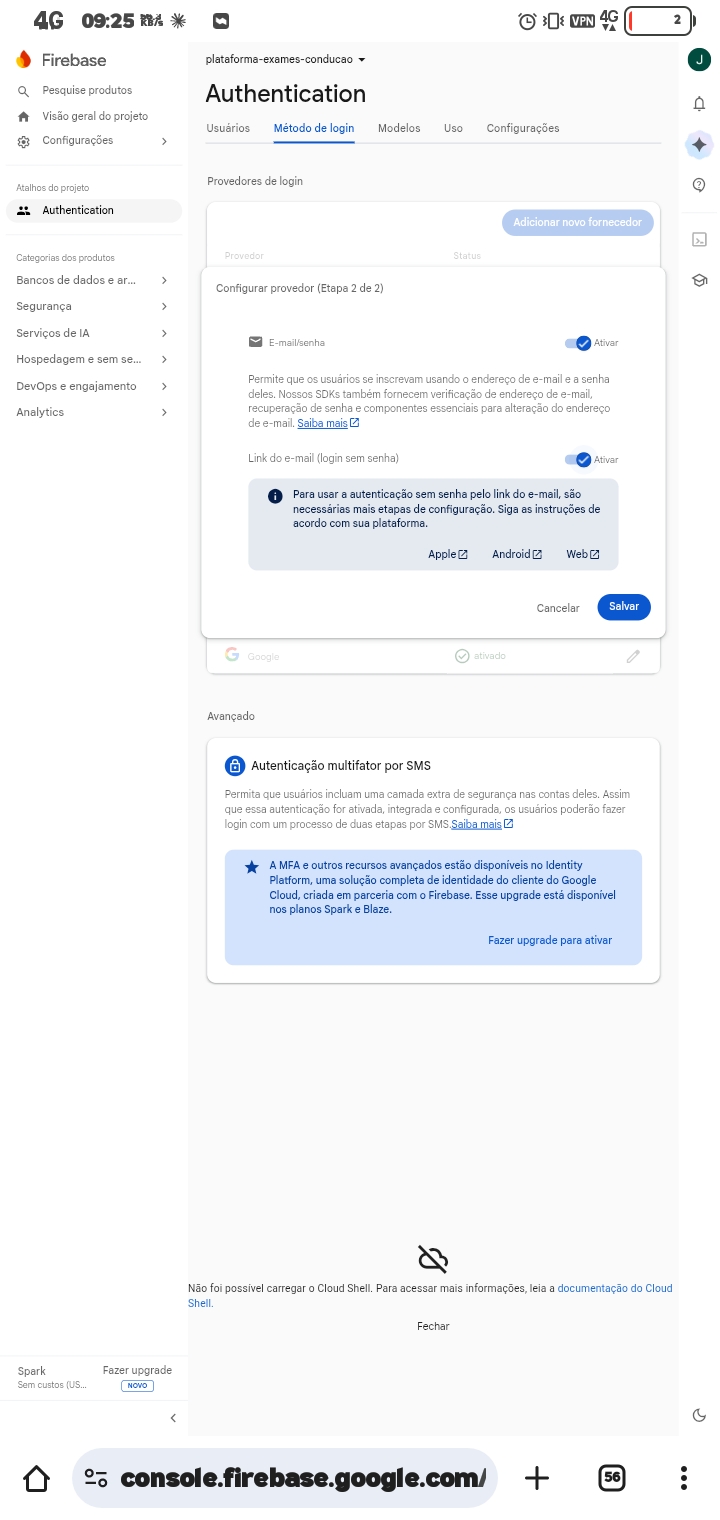 4G 09:25 KB/s VPN 4G 2
Firebase
Pesquise produtos
Visão geral do projeto
Configurações
Atalhos do projeto
Authentication
Categorias dos produtos
Bancos de dados e ar...
Segurança
Serviços de IA
Hospedagem e sem se...
DevOps e engajamento
Analytics
plataforma-exames-conducao
J
Authentication
Usuários Método de login Modelos Uso Configurações
Provedores de login
Adicionar novo fornecedor
Provedor Status
Configurar provedor (Etapa 2 de 2)
E-mail/senha Ativar
Permite que os usuários se inscrevam usando o endereço de e-mail e a senha
deles. Nossos SDKs também fornecem verificação de endereço de e-mail,
recuperação de senha e componentes essenciais para alteração do endereço
de e-mail. Saiba mais
Link do e-mail (login sem senha) Ativar
Para usar a autenticação sem senha pelo link do e-mail, são
necessárias mais etapas de configuração. Siga as instruções de
acordo com sua plataforma.
Apple Android Web
Cancelar Salvar
Google ativado
Avançado
Autenticação multifator por SMS
Permita que usuários incluam uma camada extra de segurança nas contas deles. Assim
que essa autenticação for ativada, integrada e configurada, os usuários poderão fazer
login com um processo de duas etapas por SMS.Saiba mais
A MFA e outros recursos avançados estão disponíveis no Identity
Platform, uma solução completa de identidade do cliente do Google
Cloud, criada em parceria com o Firebase. Esse upgrade está disponível
nos planos Spark e Blaze.
Fazer upgrade para ativar
Não foi possível carregar o Cloud Shell. Para acessar mais informações, leia a documentação do Cloud
Shell.
Fechar
Spark Fazer upgrade
Sem custos (US... NOVO
console.firebase.google.com/
56